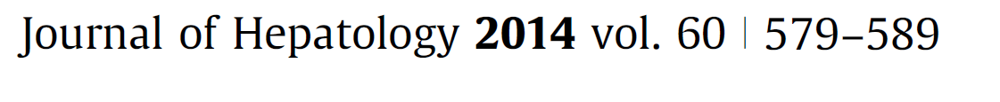 Journal of Hepatology 2014 vol. 60 | 579–589